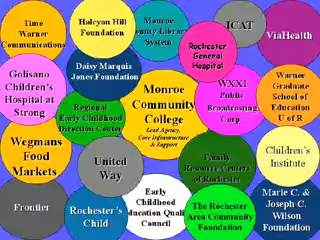 Time
Warner
Communications
Halcyon Hill
Foundation
Monroe
County Library
System
ICAT
ViaHealth
Rochester
General
Hospital
Golisano
Children's
Hospital at
Strong
Daisy Marquis
Jones Foundation
Monroe
Community
College
Lead Agency,
Core Infrastructure
& Support
WXXI
Public
Broadcasting
Corp.
Warner
Graduate
School of
Education
U of R
Regional
Early Childhood
Direction Center
Wegmans
Food
Markets
United
Way
Family
Resource Centers
of Rochester
Children's
Institute
Frontier
Rochester's
Child
Early
Childhood
Education Quality
Council
The Rochester
Area Community
Foundation
Marie C. &
Joseph C.
Wilson
Foundation